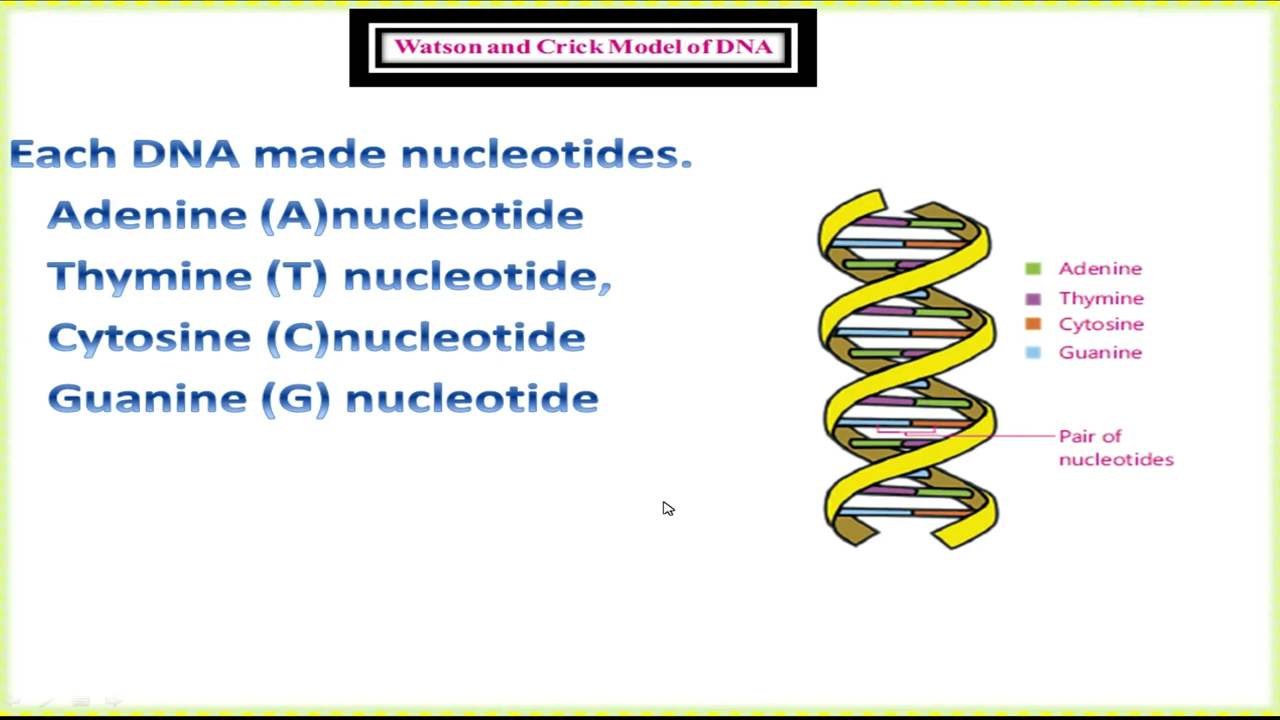 Watson and Crick Model of DNA
Each DNA made nucleotides.
Adenine (A)nucleotide
Thymine (T) nucleotide,
Cytosine (C)nucleotide
Guanine (G) nucleotide
Adenine
Thymine
Cytosine
Guanine
Pair of
nucleotides